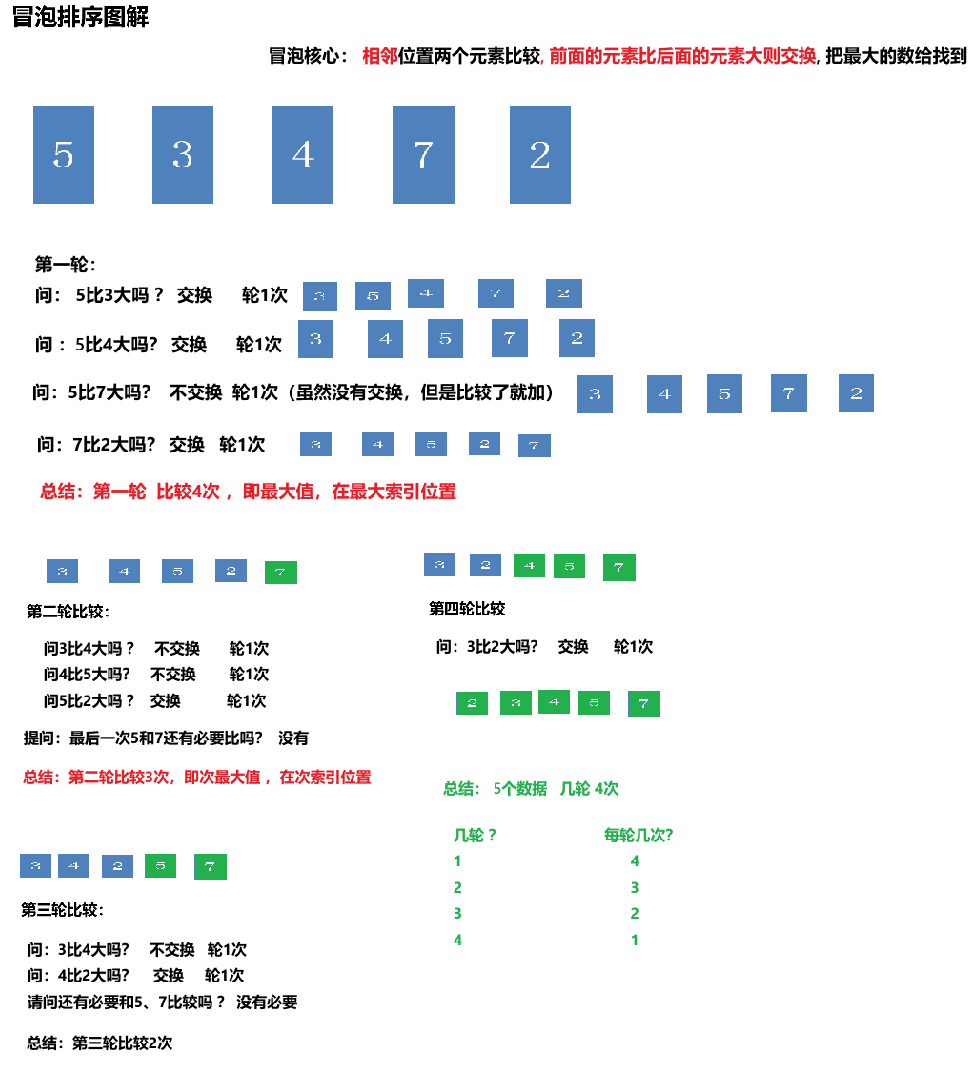 冒泡排序图解
冒泡核心： 相邻位置两个元素比较, 前面的元素比后面的元素大则交换, 把最大的数给找到
5 3 4 7 2
第一轮：
问： 5比3大吗？ 交换 轮1次 3 5 4 7 2
问 ：5比4大吗? 交换 轮1次 3 4 5 7 2
问：5比7大吗? 不交换 轮1次（虽然没有交换，但是比较了就加） 3 4 5 7 2
问：7比2大吗? 交换 轮1次 3 4 5 2 7
总结：第一轮 比较4次 ，即最大值，在最大索引位置
3 4 5 2 7
第二轮比较：
问3比4大吗？ 不交换 轮1次
问4比5大吗? 不交换 轮1次
问5比2大吗？ 交换 轮1次
提问：最后一次5和7还有必要比吗? 没有
总结：第二轮比较3次，即次最大值 ，在次索引位置
3 4 2 5 7
第三轮比较：
问：3比4大吗? 不交换 轮1次
问：4比2大吗? 交换 轮1次
请问还有必要和5、7比较吗 ？没有必要
总结：第三轮比较2次
3 2 4 5 7
第四轮比较
问：3比2大吗? 交换 轮1次
2 3 4 5 7
总结： 5个数据 几轮 4次
几轮 ？ 每轮几次?
1 4
2 3
3 2
4 1